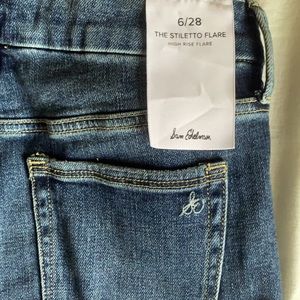 6/28
THE STILETTO FLARE
HIGH RISE FLARE
Sam Edelman